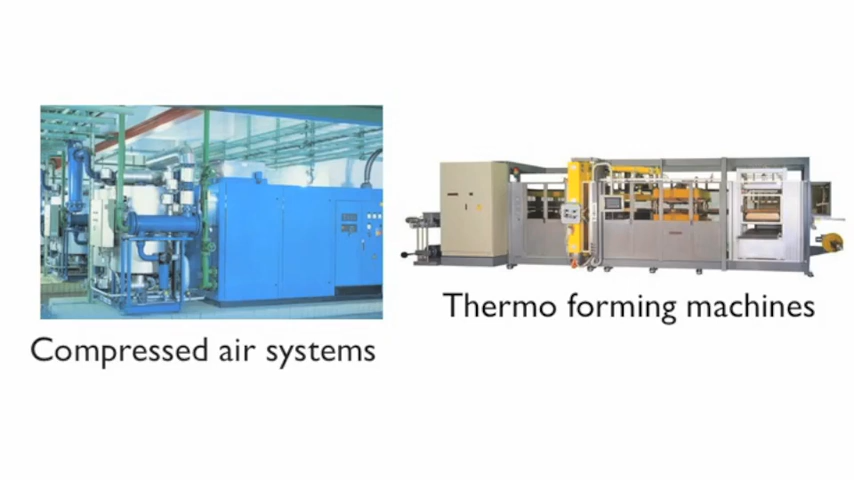 Compressed air systems
Thermo forming machines